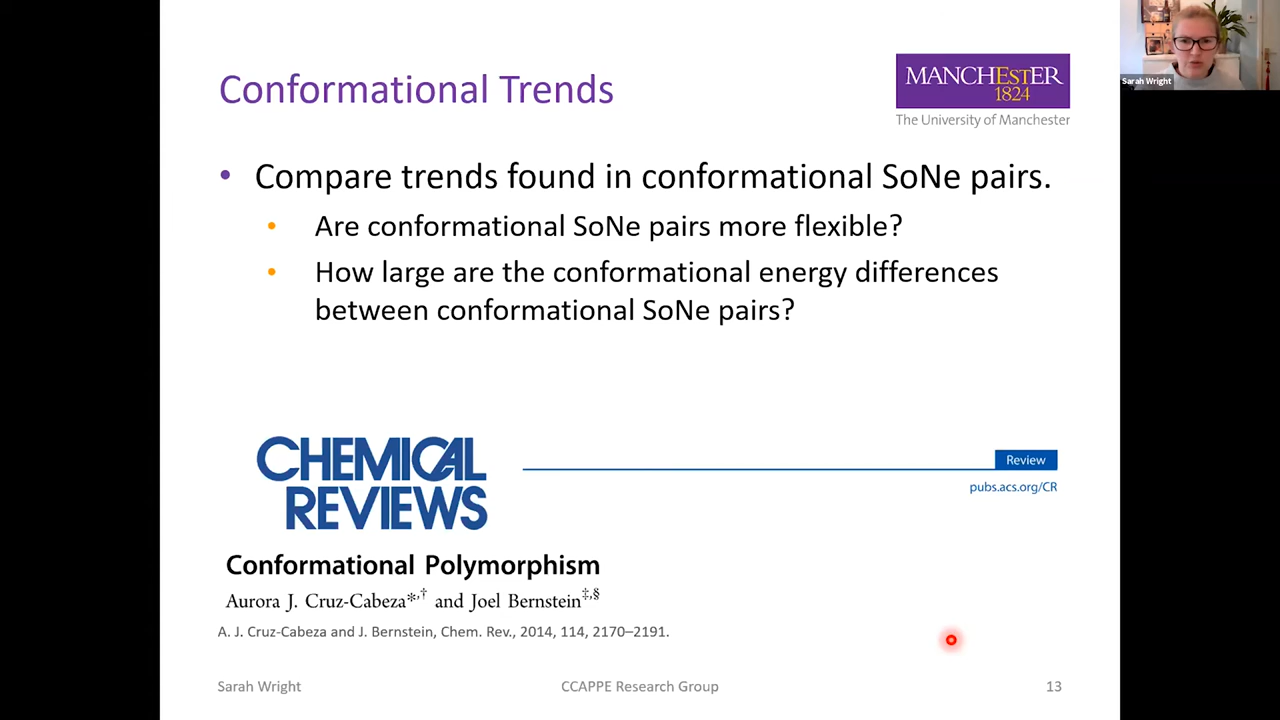 Sarah Wright
Conformational Trends
MANCHESTER
1824
The University of Manchester
• Compare trends found in conformational SoNe pairs.
• Are conformational SoNe pairs more flexible?
• How large are the conformational energy differences
between conformational SoNe pairs?
CHEMICAL
REVIEWS
Review
pubs.acs.org/CR
Conformational Polymorphism
Aurora J. Cruz-Cabeza*,† and Joel Bernstein‡,§
A. J. Cruz-Cabeza and J. Bernstein, Chem. Rev., 2014, 114, 2170–2191.
Sarah Wright
CCAPPE Research Group
13